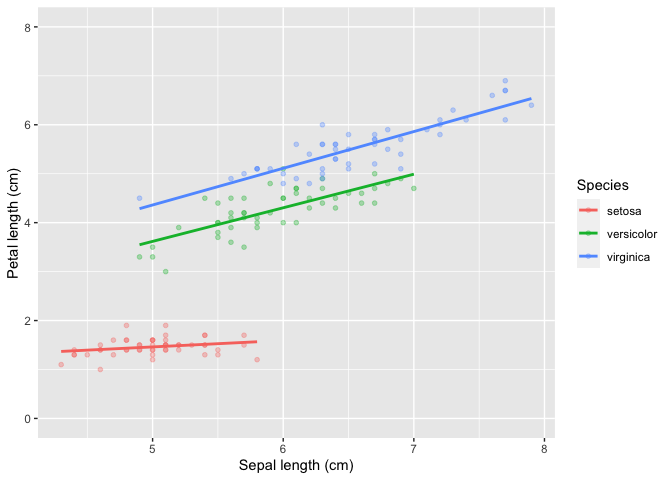 8
6
4
2
0
Petal length (cm)
5 6 7 8
Sepal length (cm)
Species
setosa
versicolor
virginica